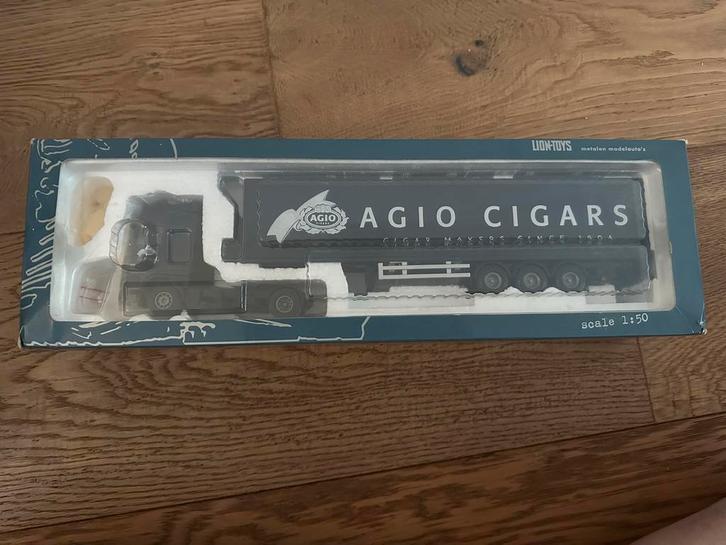 LION-TOYS metalen modelauto's
AGIO
AGIO CIGARS
CIGAR MAKERS SINCE 1904
scale 1:50